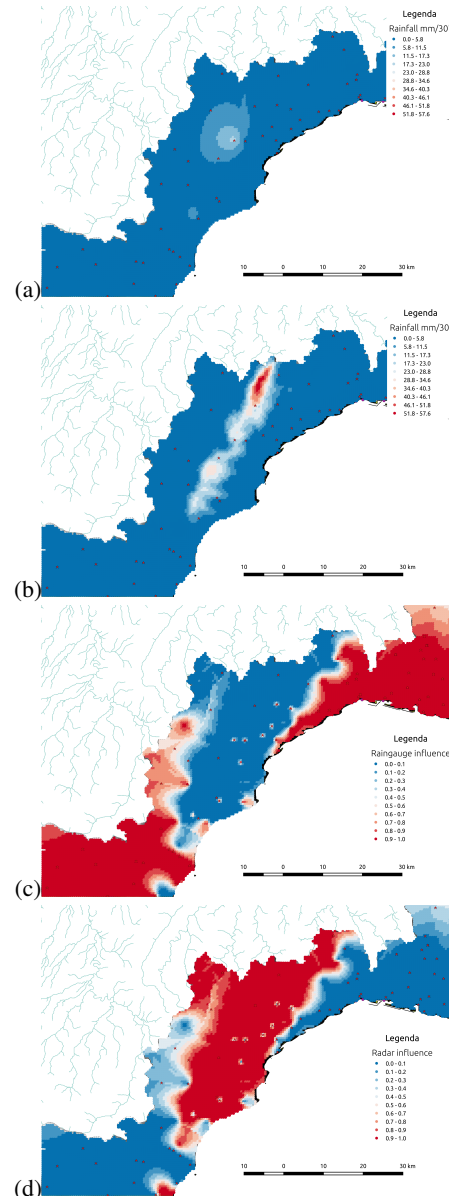 Legenda
Rainfall mm/30'
0.0 - 5.8
5.8 - 11.5
11.5 - 17.3
17.3 - 23.0
23.0 - 28.8
28.8 - 34.6
34.6 - 40.3
40.3 - 46.1
46.1 - 51.8
51.8 - 57.6
10 0 10 20 30 km
(a)
Legenda
Rainfall mm/30
0.0 - 5.8
5.8 - 11.5
11.5 - 17.3
17.3 - 23.0
23.0 - 28.8
28.8 - 34.6
34.6 - 40.3
40.3 - 46.1
46.1 - 51.8
51.8 - 57.6
10 0 10 20 30 km
(b)
Legenda
Raingauge influence
0.0 - 0.1
0.1 - 0.2
0.2 - 0.3
0.3 - 0.4
0.4 - 0.5
0.5 - 0.6
0.6 - 0.7
0.7 - 0.8
0.8 - 0.9
0.9 - 1.0
10 0 10 20 30 km
(c)
Legenda
Radar influence
0.0 - 0.1
0.1 - 0.2
0.2 - 0.3
0.3 - 0.4
0.4 - 0.5
0.5 - 0.6
0.6 - 0.7
0.7 - 0.8
0.8 - 0.9
0.9 - 1.0
10 0 10 20 30 km
(d)